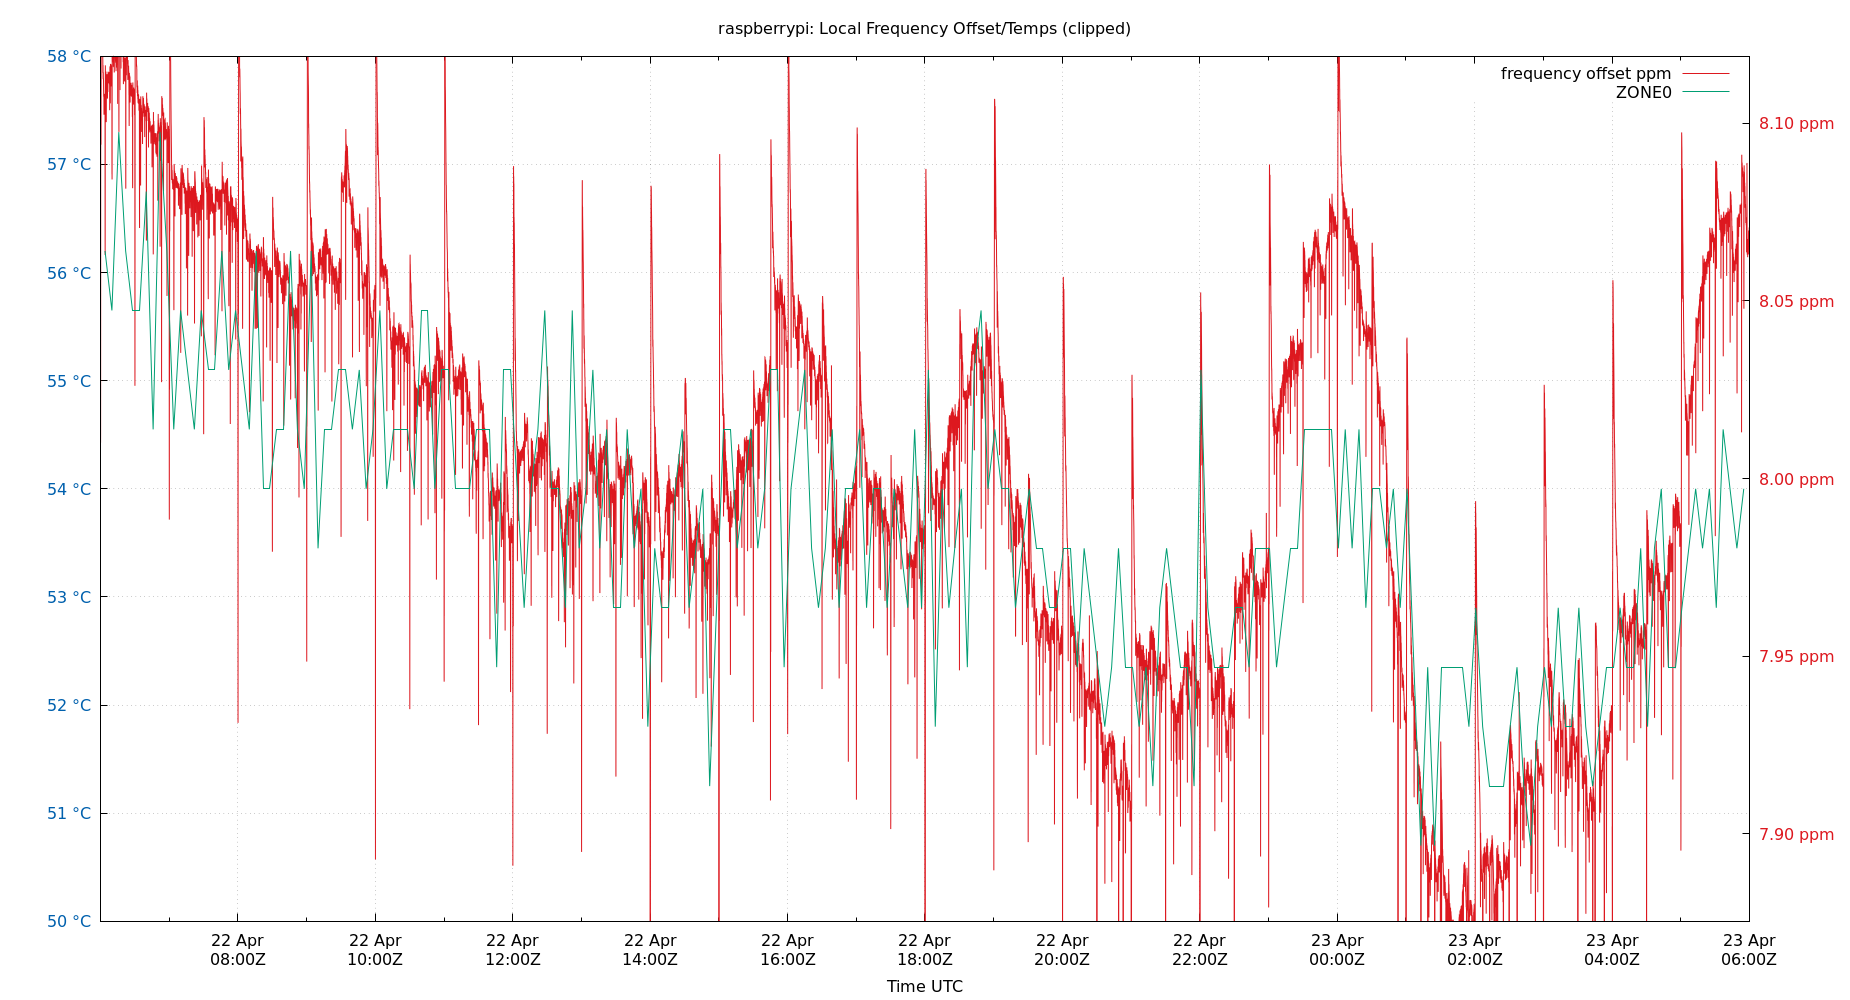 raspberrypi: Local Frequency Offset/Temps (clipped)
frequency offset ppm
ZONE0
58 °C
57 °C
56 °C
55 °C
54 °C
53 °C
52 °C
51 °C
50 °C
8.10 ppm
8.05 ppm
8.00 ppm
7.95 ppm
7.90 ppm
22 Apr
08:00Z
22 Apr
10:00Z
22 Apr
12:00Z
22 Apr
14:00Z
22 Apr
16:00Z
22 Apr
18:00Z
22 Apr
20:00Z
22 Apr
22:00Z
23 Apr
00:00Z
23 Apr
02:00Z
23 Apr
04:00Z
23 Apr
06:00Z
Time UTC